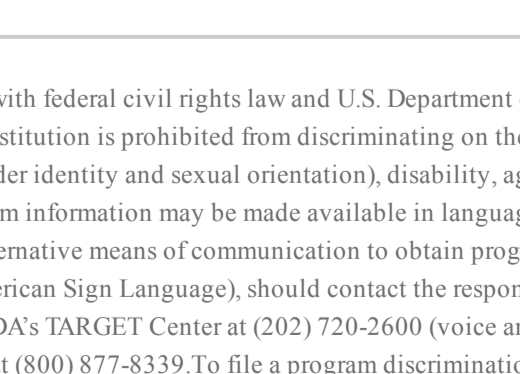 with federal civil rights law and U.S. Department
stitution is prohibited from discriminating on the
der identity and sexual orientation), disability, ag
m information may be made available in languag
ernative means of communication to obtain prog
erican Sign Language), should contact the respon
DA’s TARGET Center at (202) 720-2600 (voice an
at (800) 877-8339.To file a program discriminatio